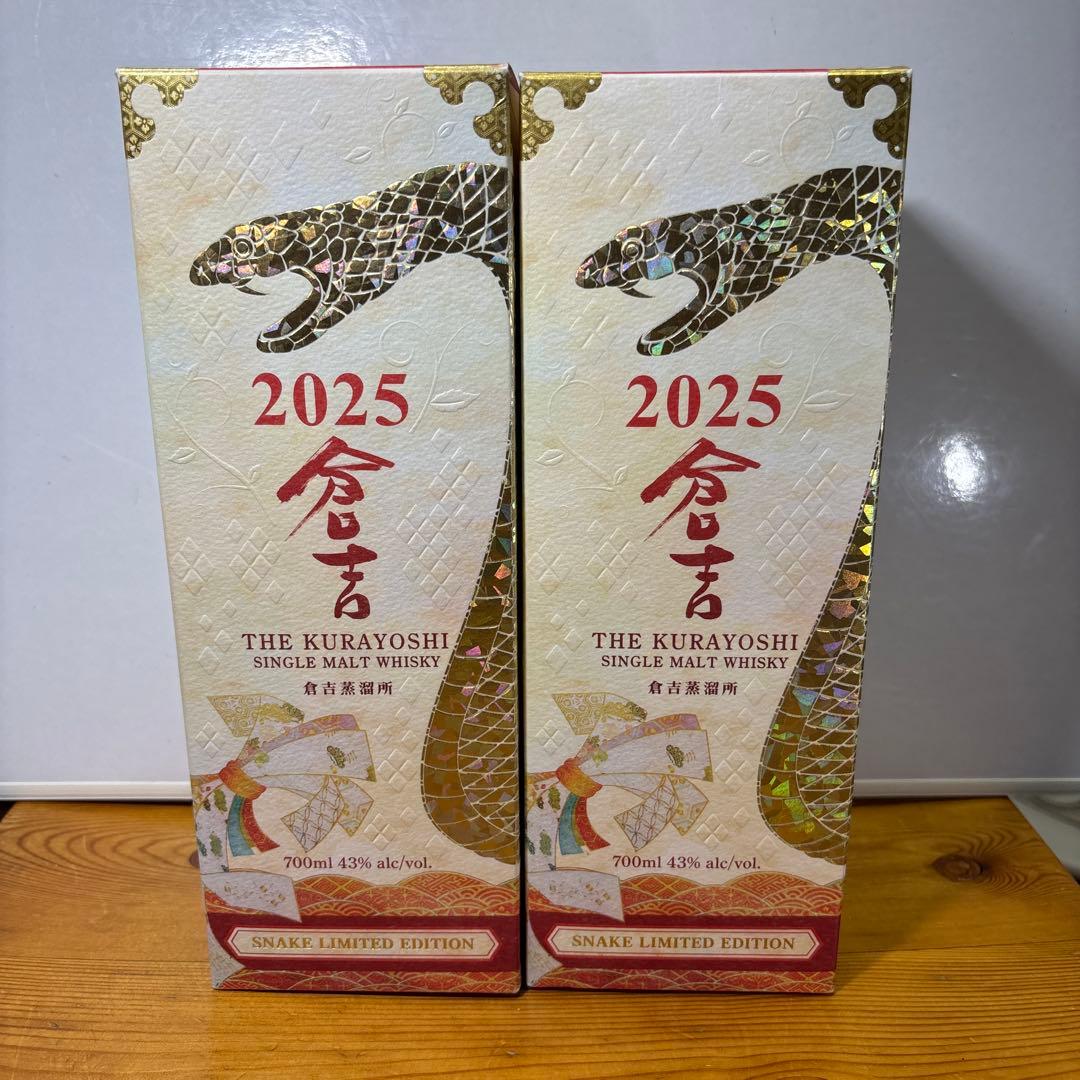 2025
倉吉
THE KURAYOSHI
SINGLE MALT WHISKY
倉吉蒸溜所
700ml 43% alc/vol.
SNAKE LIMITED EDITION
2025
倉吉
THE KURAYOSHI
SINGLE MALT WHISKY
倉吉蒸溜所
700ml 43% alc/vol.
SNAKE LIMITED EDITION